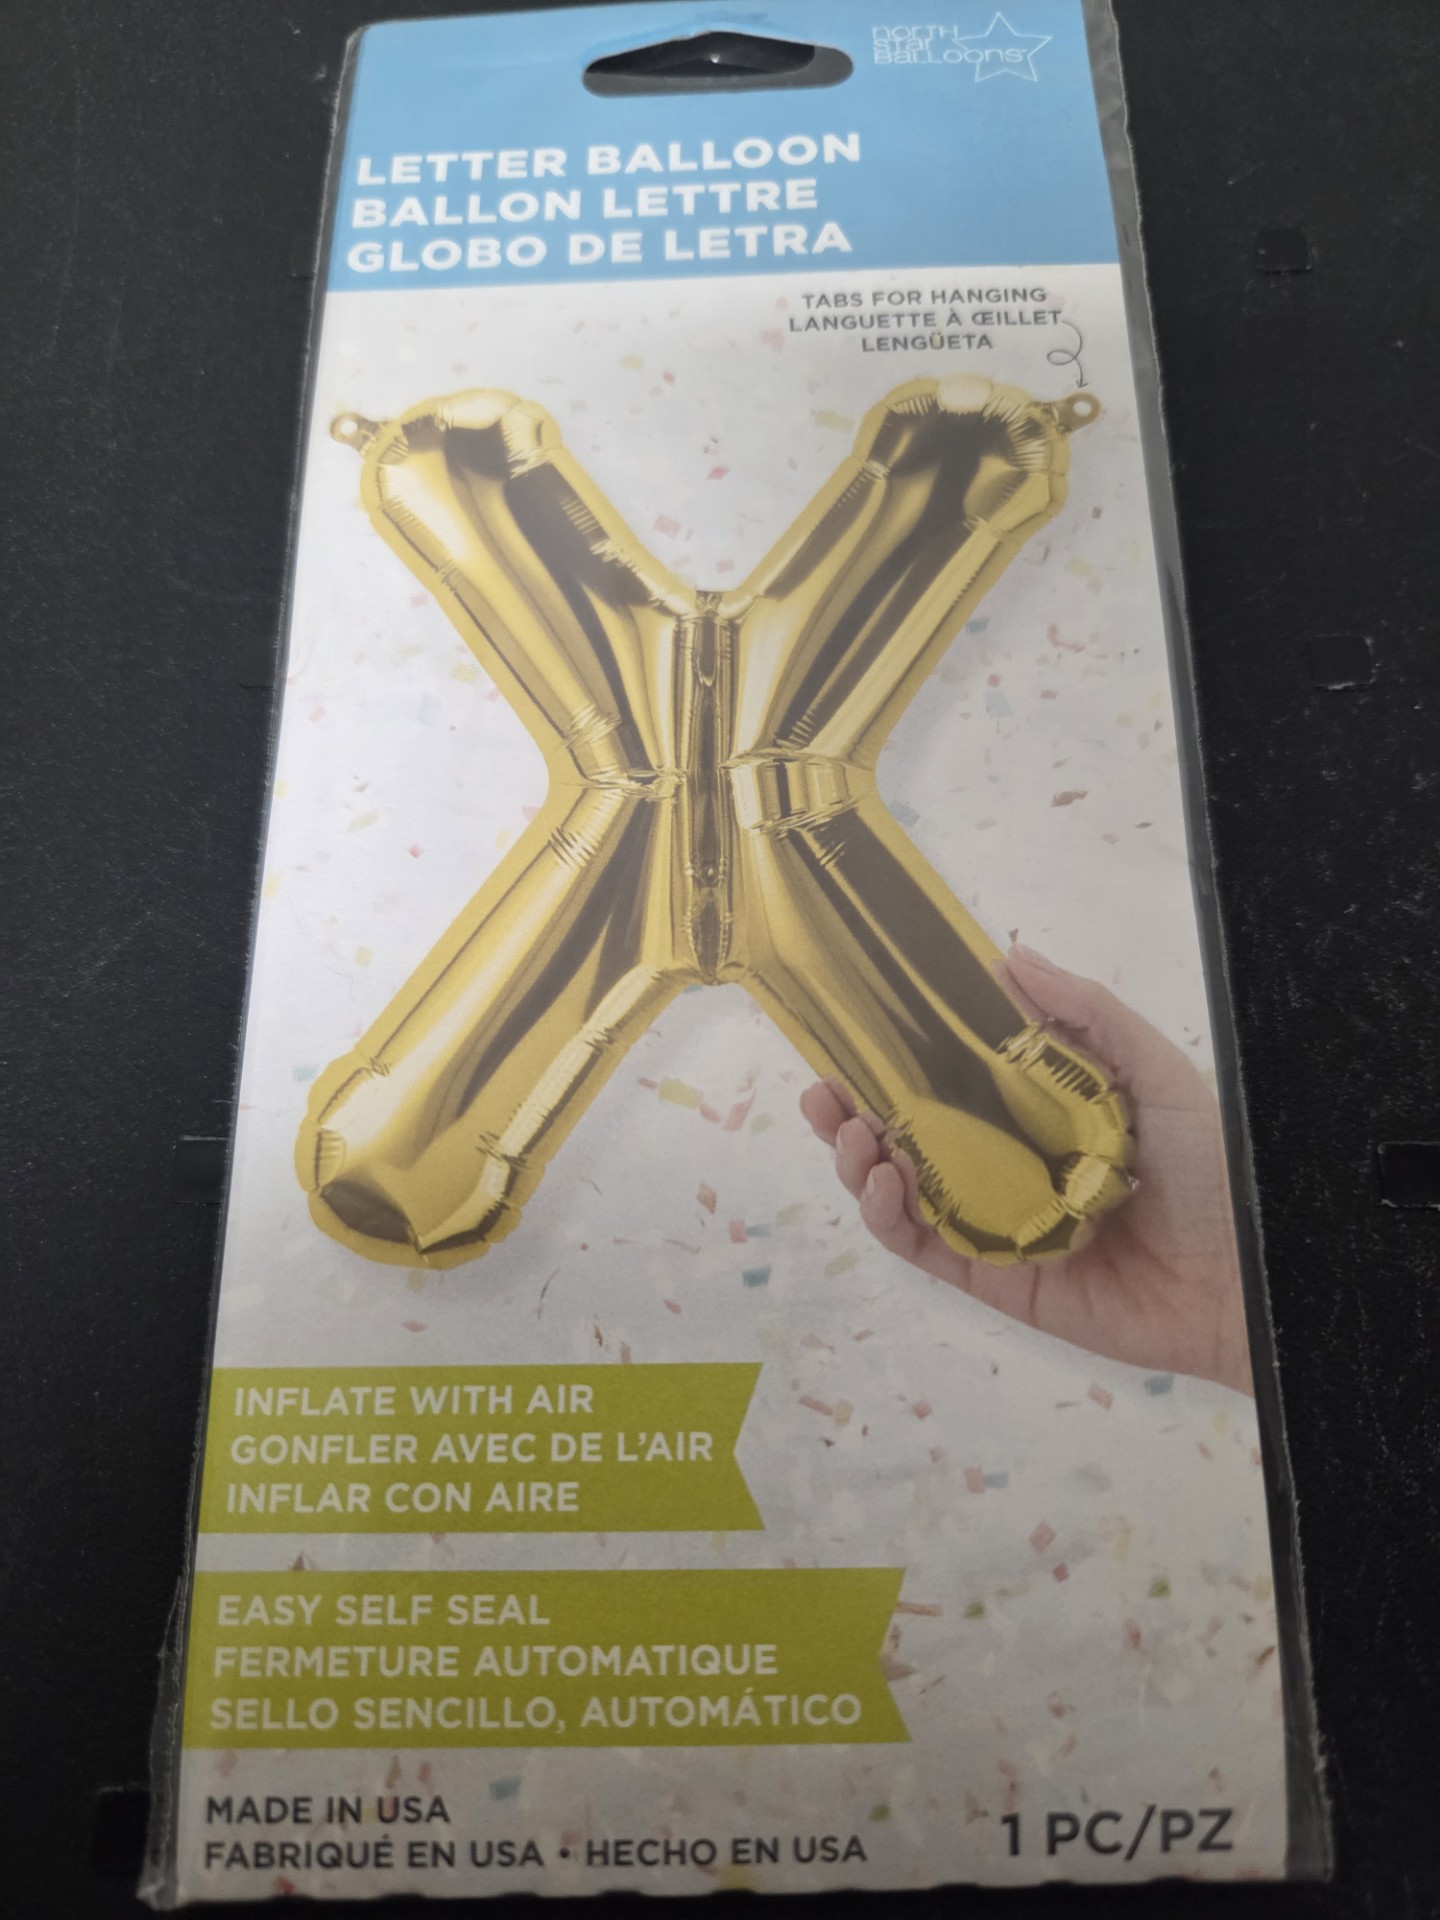 NORTH
STAR
BALLOONS
LETTER BALLOON
BALLON LETTRE
GLOBO DE LETRA
TABS FOR HANGING
LANGUETTE À ŒILLET
LENGÜETA
INFLATE WITH AIR
GONFLER AVEC DE L'AIR
INFLAR CON AIRE
EASY SELF SEAL
FERMETURE AUTOMATIQUE
SELLO SENCILLO, AUTOMÁTICO
MADE IN USA
FABRIQUÉ EN USA • HECHO EN USA
1 PC/PZ